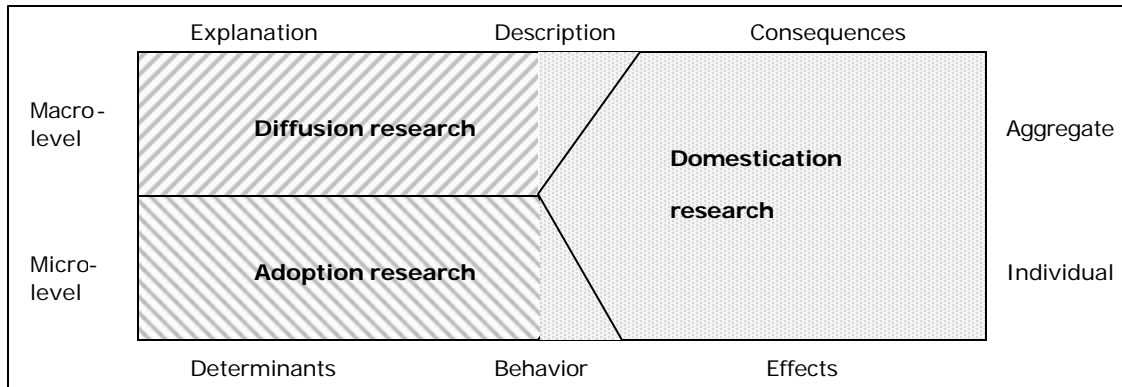 Explanation Description Consequences
Macro-
level
Diffusion research
Aggregate
Domestication
research
Micro-
level
Adoption research
Individual
Determinants Behavior Effects